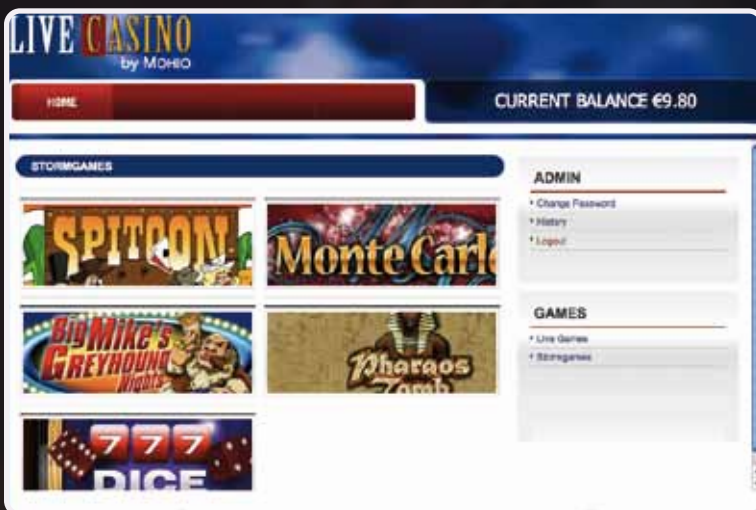 LIVE CASINO
by MOHIO
HOME
CURRENT BALANCE €9.80
STORMGAMES
SPITOON
Monte Carlo
Big Mike's
GREYHOUND
Nights
Pharaos
Tomb
777
DICE
ADMIN
Change Password
History
Logout
GAMES
Live Games
Stormgames